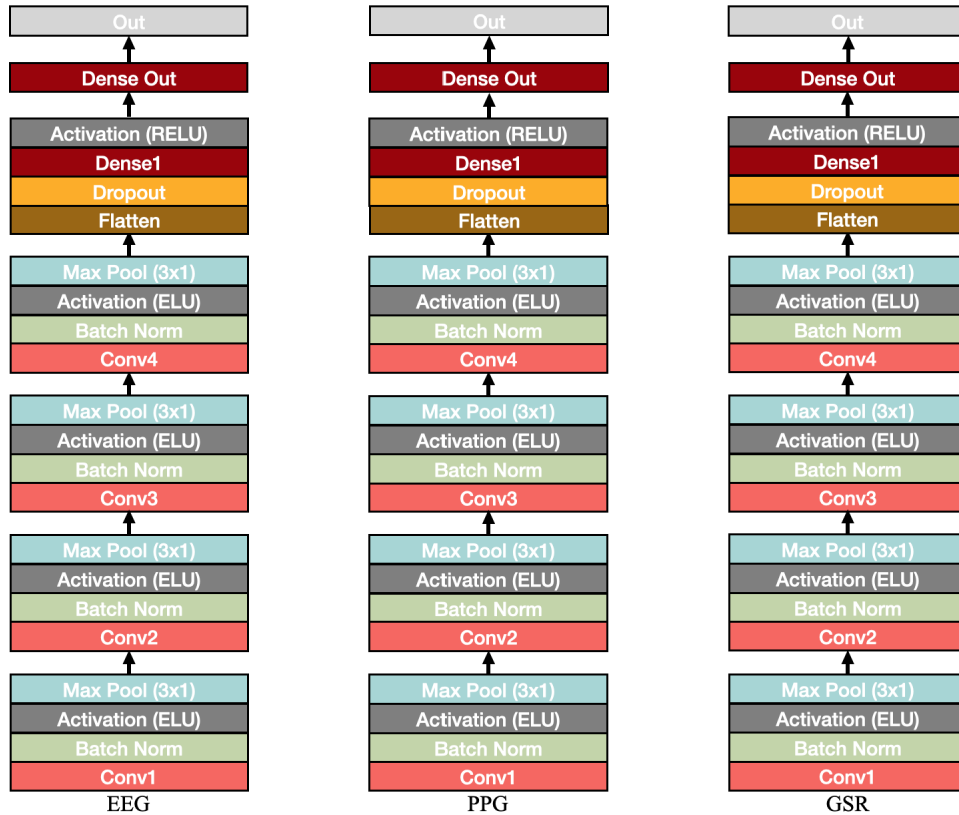 Out
Dense Out
Activation (RELU)
Dense1
Dropout
Flatten
Max Pool (3x1)
Activation (ELU)
Batch Norm
Conv4
Max Pool (3x1)
Activation (ELU)
Batch Norm
Conv3
Max Pool (3x1)
Activation (ELU)
Batch Norm
Conv2
Max Pool (3x1)
Activation (ELU)
Batch Norm
Conv1
EEG
Out
Dense Out
Activation (RELU)
Dense1
Dropout
Flatten
Max Pool (3x1)
Activation (ELU)
Batch Norm
Conv4
Max Pool (3x1)
Activation (ELU)
Batch Norm
Conv3
Max Pool (3x1)
Activation (ELU)
Batch Norm
Conv2
Max Pool (3x1)
Activation (ELU)
Batch Norm
Conv1
PPG
Out
Dense Out
Activation (RELU)
Dense1
Dropout
Flatten
Max Pool (3x1)
Activation (ELU)
Batch Norm
Conv4
Max Pool (3x1)
Activation (ELU)
Batch Norm
Conv3
Max Pool (3x1)
Activation (ELU)
Batch Norm
Conv2
Max Pool (3x1)
Activation (ELU)
Batch Norm
Conv1
GSR